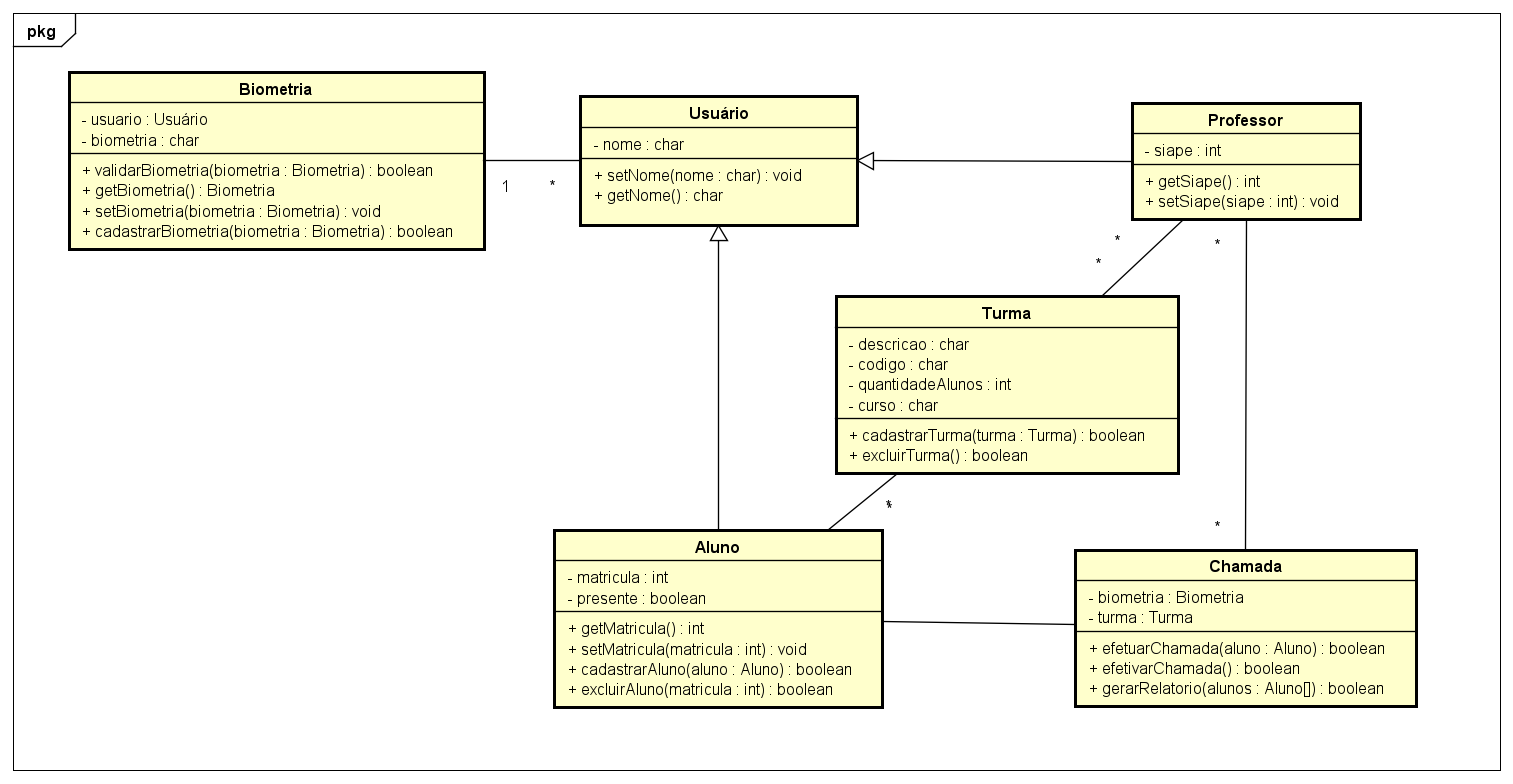 pkg
Biometria
- usuario : Usuário
- biometria : char
+ validarBiometria(biometria : Biometria) : boolean
+ getBiometria() : Biometria
+ setBiometria(biometria : Biometria) : void
+ cadastrarBiometria(biometria : Biometria) : boolean
1
*
Usuário
- nome : char
+ setNome(nome : char) : void
+ getNome() : char
Professor
- siape : int
+ getSiape() : int
+ setSiape(siape : int) : void
*
*
*
Turma
- descricao : char
- codigo : char
- quantidadeAlunos : int
- curso : char
+ cadastrarTurma(turma : Turma) : boolean
+ excluirTurma() : boolean
*
*
*
Aluno
- matricula : int
- presente : boolean
+ getMatricula() : int
+ setMatricula(matricula : int) : void
+ cadastrarAluno(aluno : Aluno) : boolean
+ excluirAluno(matricula : int) : boolean
Chamada
- biometria : Biometria
- turma : Turma
+ efetuarChamada(aluno : Aluno) : boolean
+ efetivarChamada() : boolean
+ gerarRelatorio(alunos : Aluno[]) : boolean